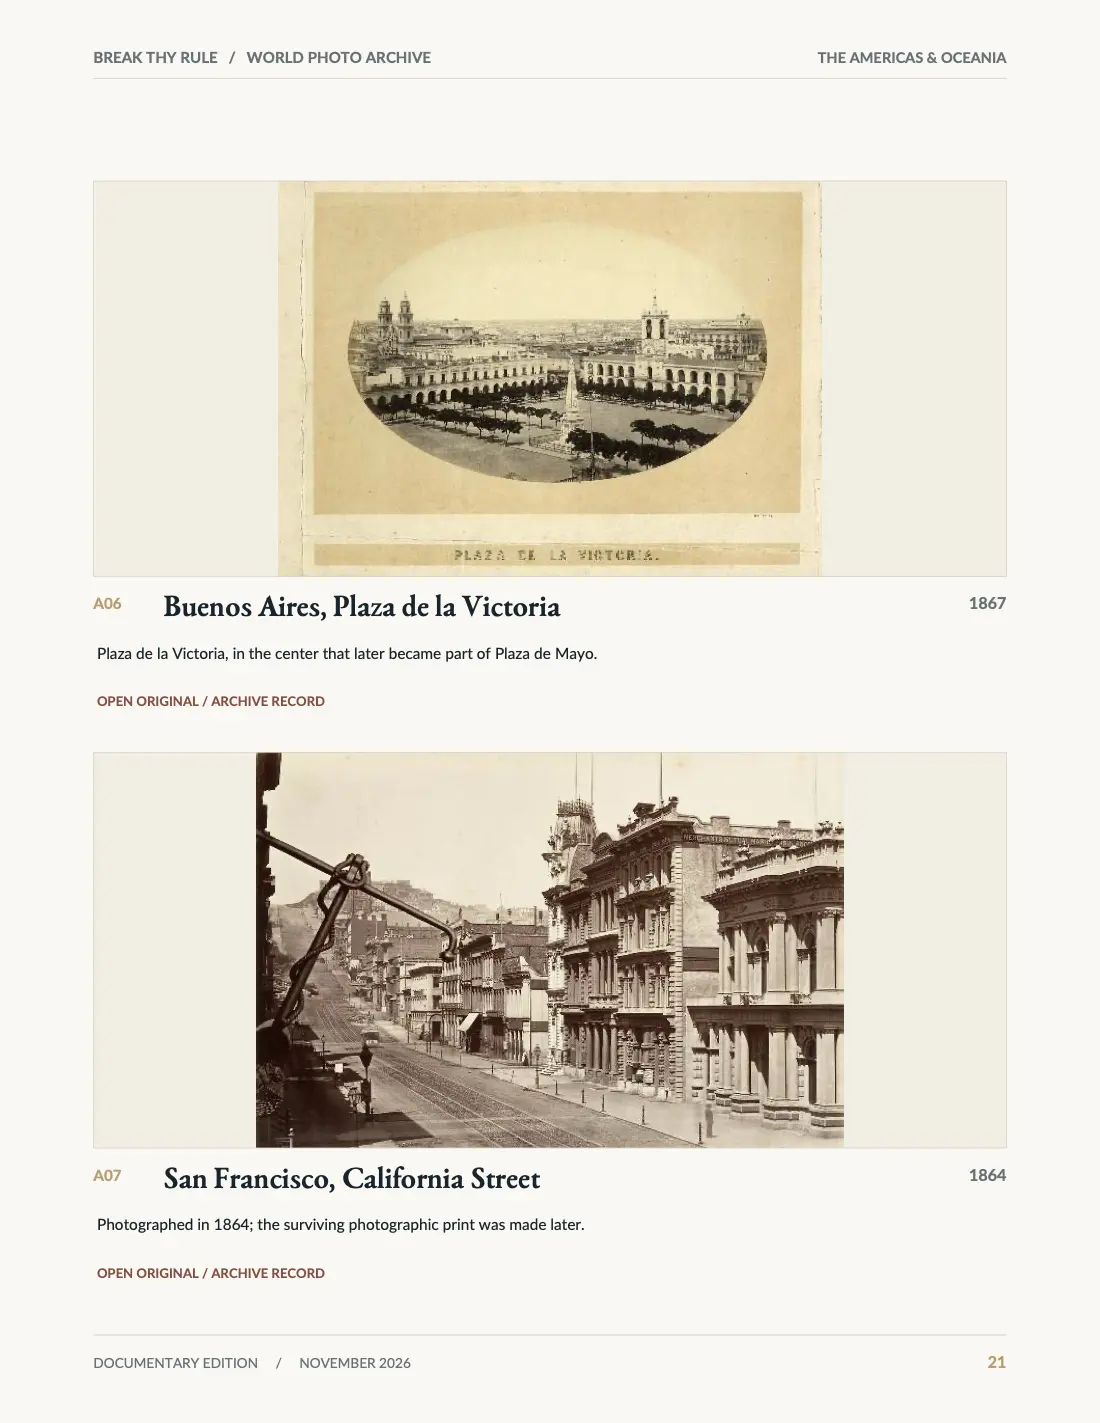 BREAK THY RULE / WORLD PHOTO ARCHIVE
THE AMERICAS & OCEANIA
PLAZA DE LA VICTORIA.
A06 Buenos Aires, Plaza de la Victoria 1867
Plaza de la Victoria, in the center that later became part of Plaza de Mayo.
OPEN ORIGINAL / ARCHIVE RECORD
A07 San Francisco, California Street 1864
Photographed in 1864; the surviving photographic print was made later.
OPEN ORIGINAL / ARCHIVE RECORD
DOCUMENTARY EDITION / NOVEMBER 2026
21